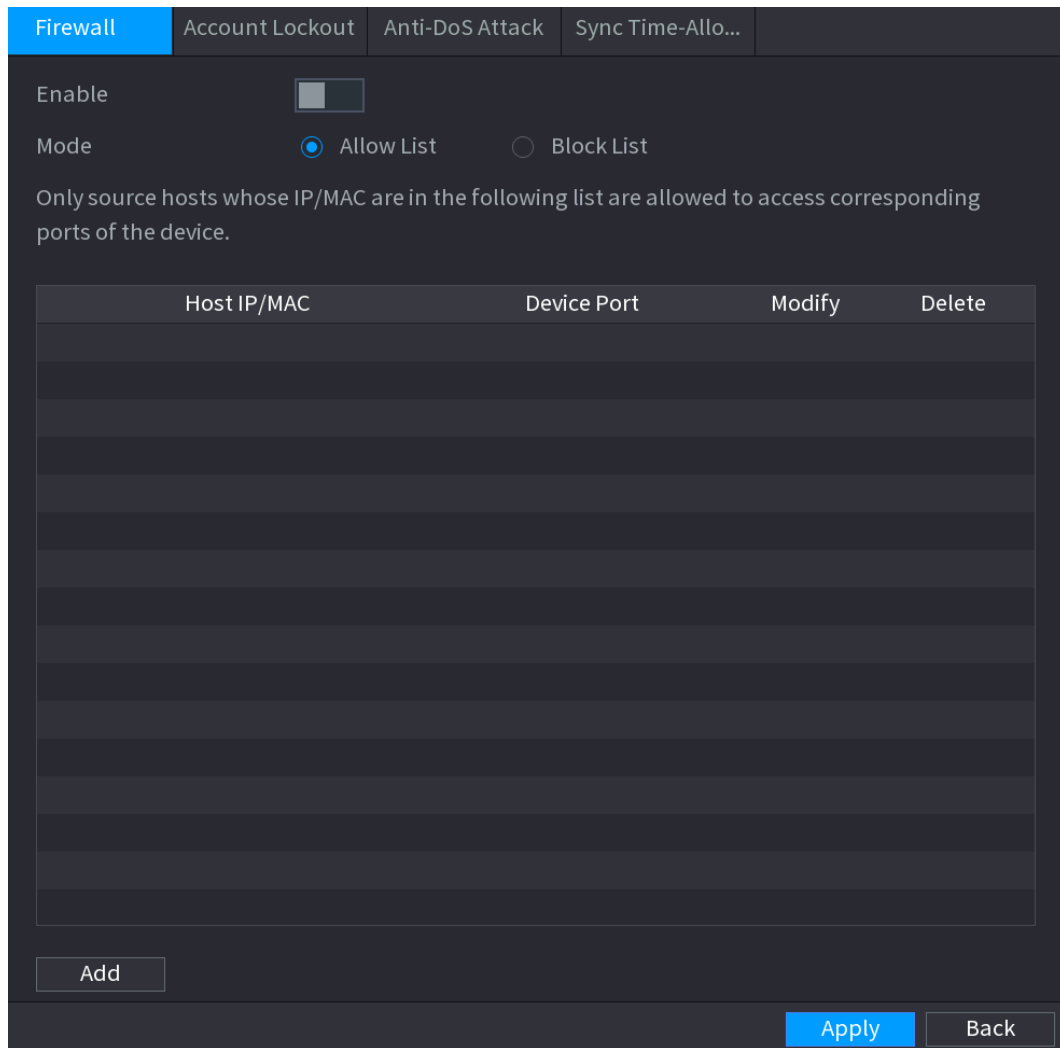 Firewall Account Lockout Anti-DoS Attack Sync Time-Allo...
Enable
Mode Allow List Block List
Only source hosts whose IP/MAC are in the following list are allowed to access corresponding
ports of the device.
Host IP/MAC Device Port Modify Delete
Add
Apply Back